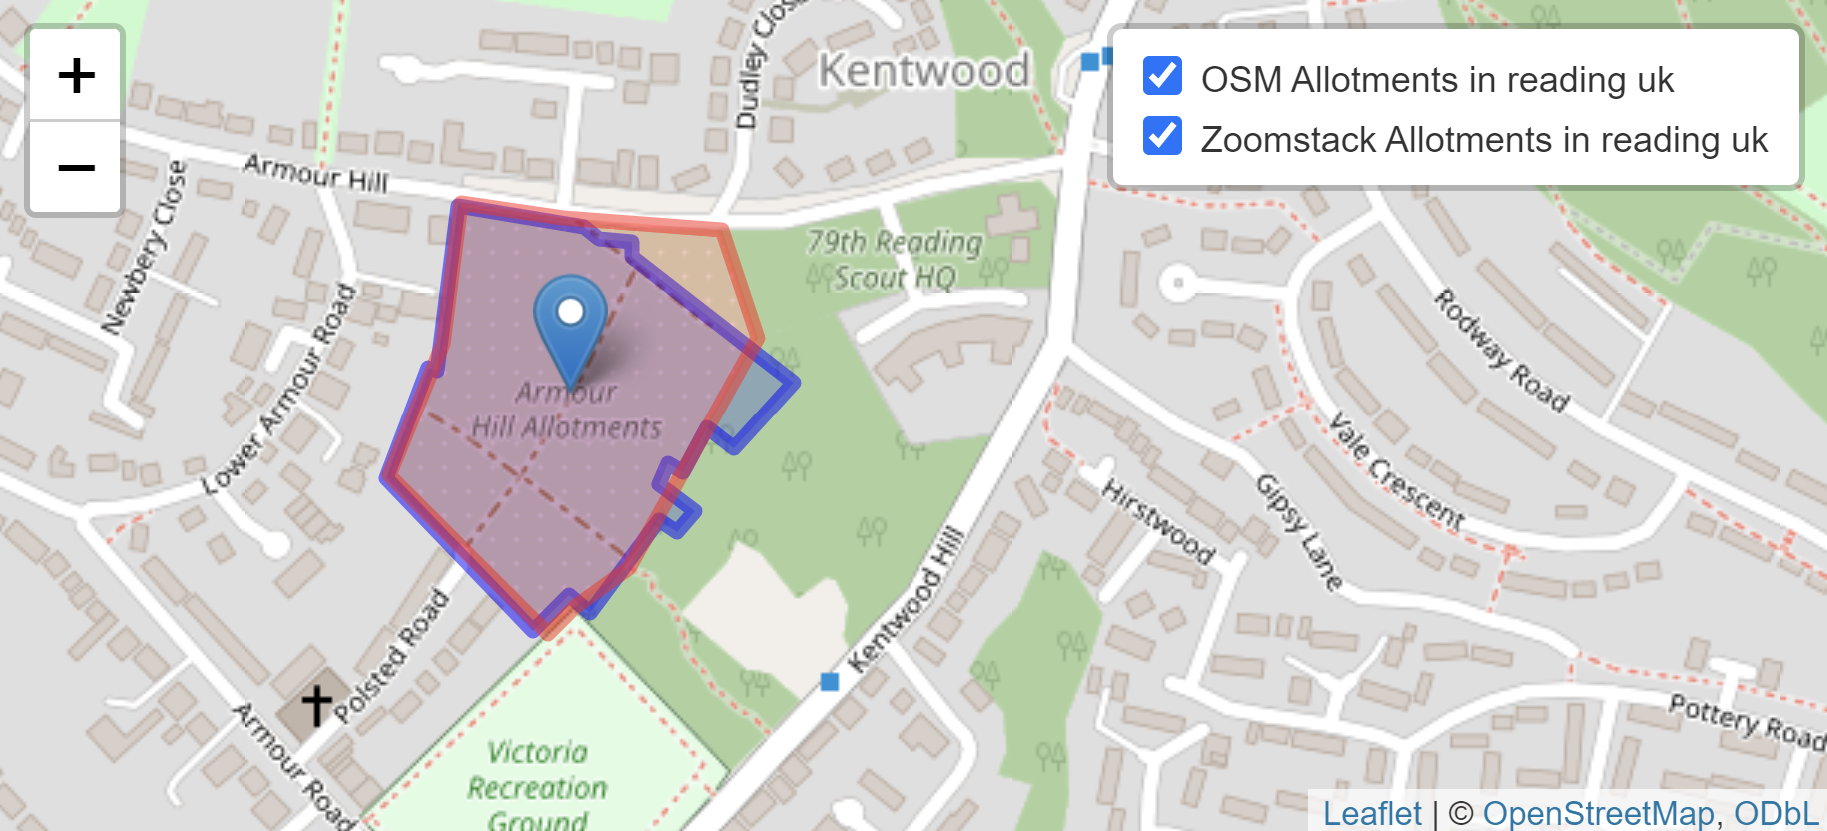 +
−
OSM Allotments in reading uk
Zoomstack Allotments in reading uk
Kentwood
Dudley Close
Armour Hill
Newbery Close
79th Reading
Scout HQ
Lower Armour Road
Armour
Hill Allotments
Rodway Road
Vale Crescent
Gipsy Lane
Hirstwood
Kentwood Hill
Polsted Road
Armour Road
Victoria
Recreation
Ground
Pottery Road
Leaflet | © OpenStreetMap, ODbL